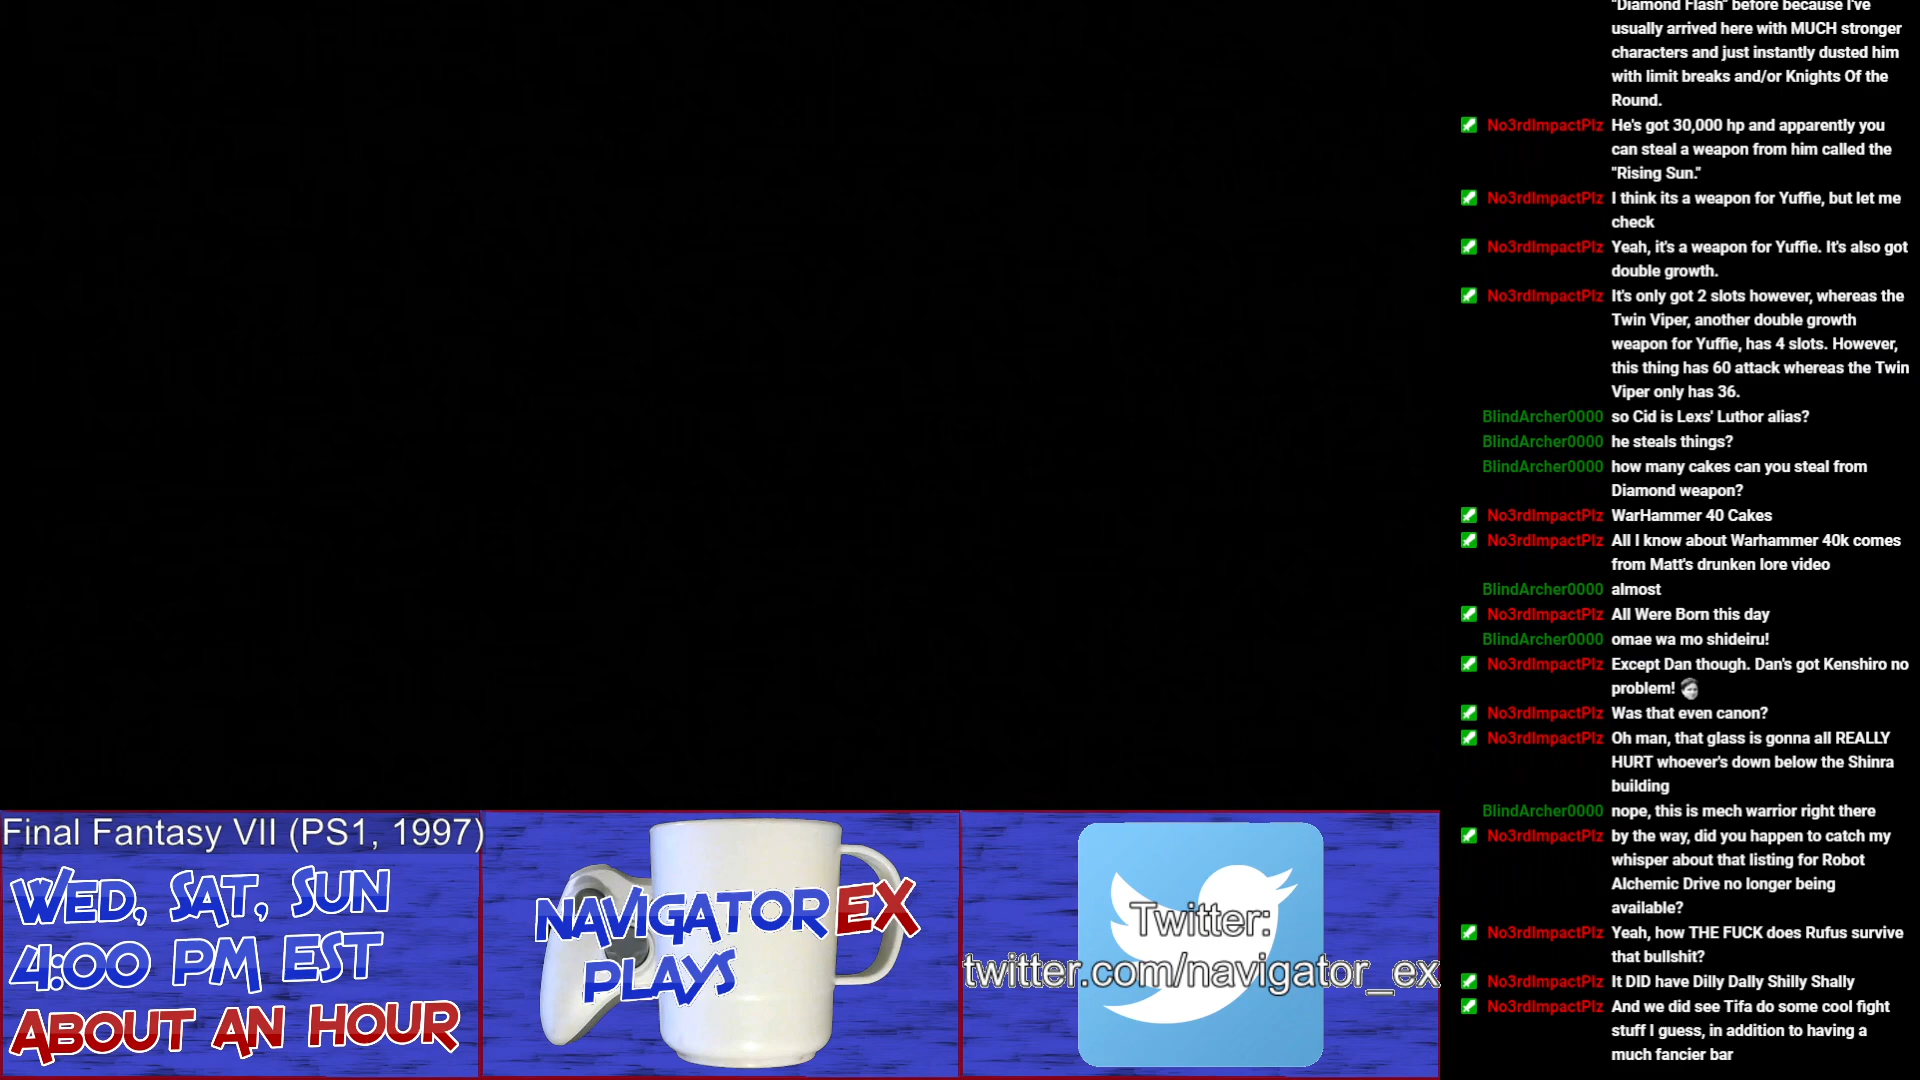 "Diamond Flash" before because I've
usually arrived here with MUCH stronger
characters and just instantly dusted him
with limit breaks and/or Knights Of the
Round.
No3rdImpactPlz He's got 30,000 hp and apparently you
can steal a weapon from him called the
"Rising Sun."
No3rdImpactPlz I think its a weapon for Yuffie, but let me
check
No3rdImpactPlz Yeah, it's a weapon for Yuffie. It's also got
double growth.
No3rdImpactPlz It's only got 2 slots however, whereas the
Twin Viper, another double growth
weapon for Yuffie, has 4 slots. However,
this thing has 60 attack whereas the Twin
Viper only has 36.
BlindArcher0000 so Cid is Lexs' Luthor alias?
BlindArcher0000 he steals things?
BlindArcher0000 how many cakes can you steal from
Diamond weapon?
No3rdImpactPlz WarHammer 40 Cakes
No3rdImpactPlz All I know about Warhammer 40k comes
from Matt's drunken lore video
BlindArcher0000 almost
No3rdImpactPlz All Were Born this day
BlindArcher0000 omae wa mo shideiru!
No3rdImpactPlz Except Dan though. Dan's got Kenshiro no
problem!
No3rdImpactPlz Was that even canon?
No3rdImpactPlz Oh man, that glass is gonna all REALLY
HURT whoever's down below the Shinra
building
BlindArcher0000 nope, this is mech warrior right there
No3rdImpactPlz by the way, did you happen to catch my
whisper about that listing for Robot
Alchemic Drive no longer being
available?
No3rdImpactPlz Yeah, how THE FUCK does Rufus survive
that bullshit?
No3rdImpactPlz It DID have Dilly Dally Shilly Shally
No3rdImpactPlz And we did see Tifa do some cool fight
stuff I guess, in addition to having a
much fancier bar
Final Fantasy VII (PS1, 1997)
WED, SAT, SUN
4:00 PM EST
ABOUT AN HOUR
NAVIGATOR EX
PLAYS
Twitter:
twitter.com/navigator_ex